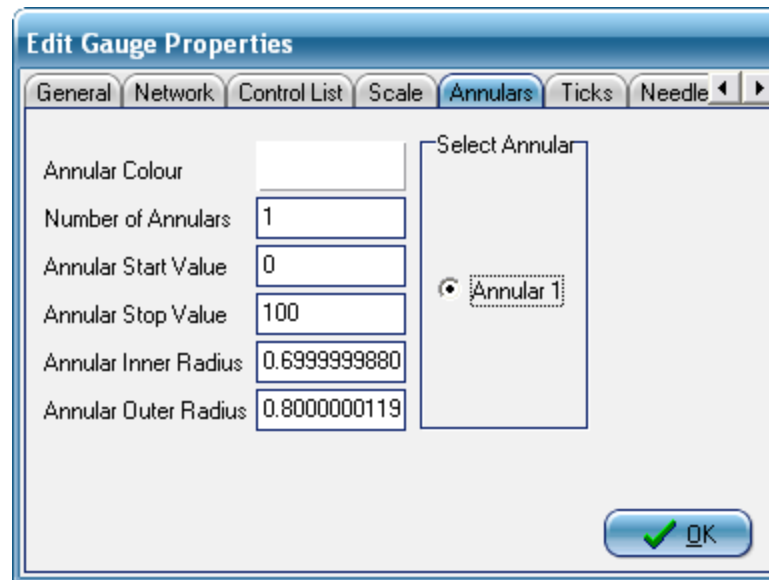 Edit Gauge Properties
General Network Control List Scale Annulars Ticks Needle
Select Annular
Annular Colour
Number of Annulars 1
Annular Start Value 0
Annular 1
Annular Stop Value 100
Annular Inner Radius 0.6999999880
Annular Outer Radius 0.8000000119
OK